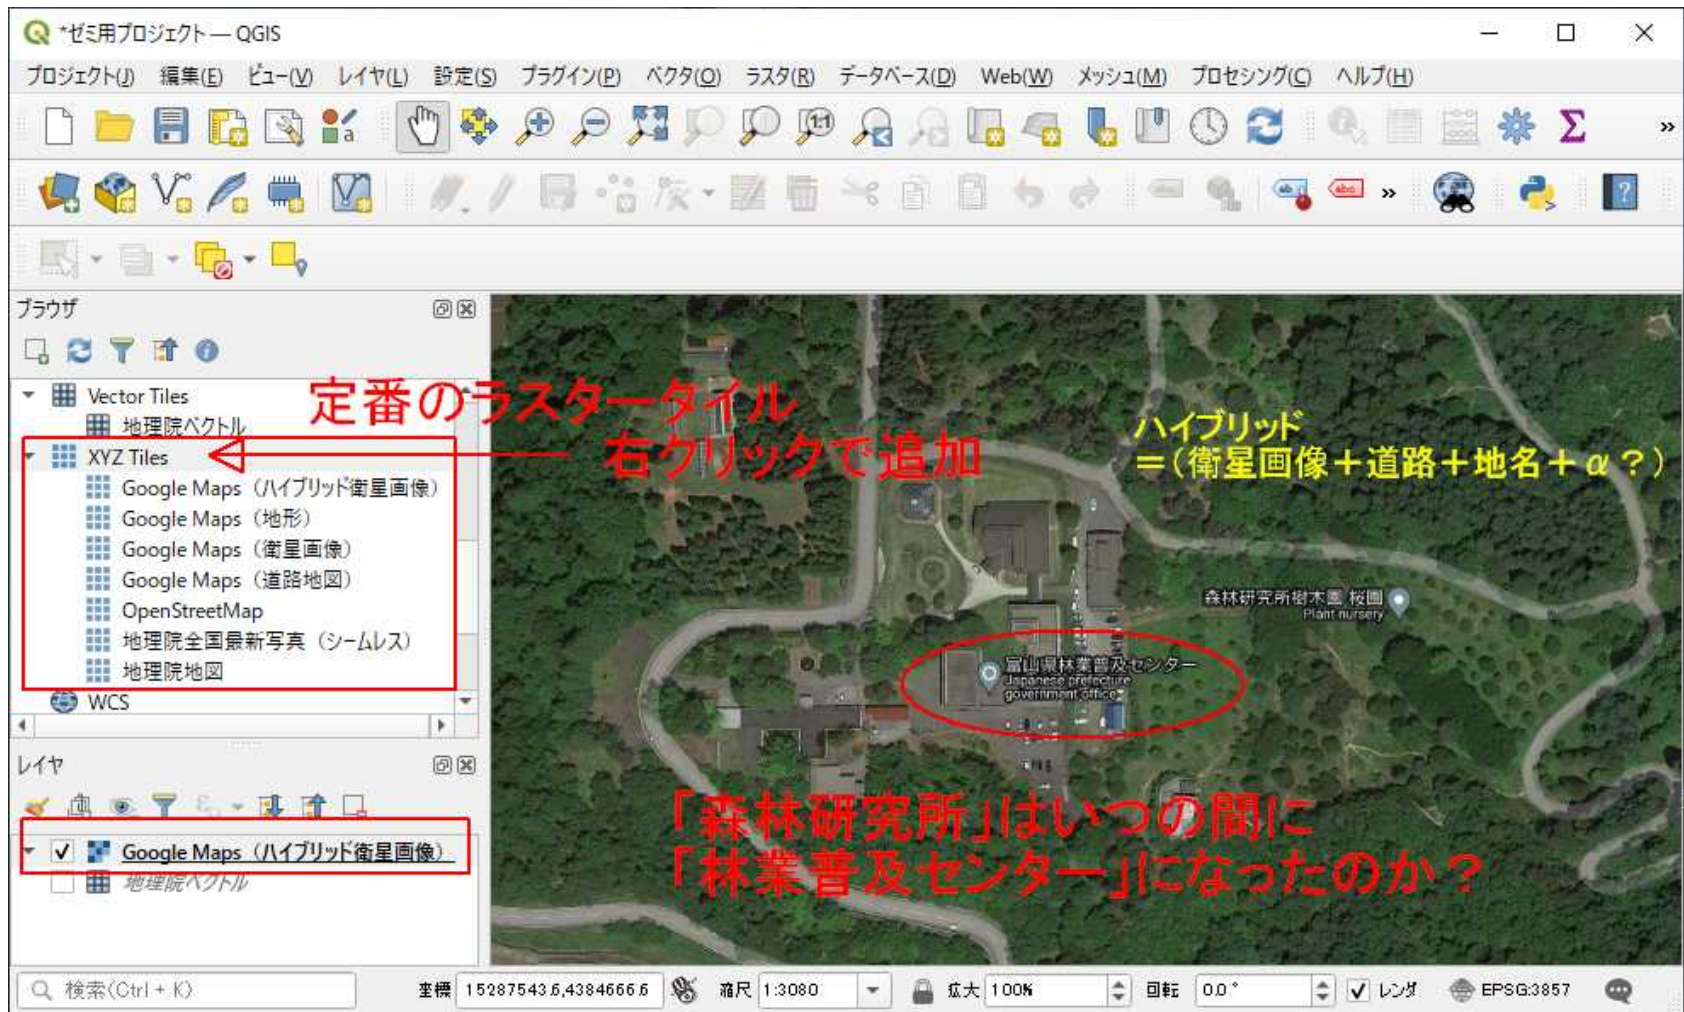 *ゼミ用プロジェクト — QGIS
プロジェクト(J) 編集(E) ビュー(V) レイヤ(L) 設定(S) プラグイン(P) ベクタ(O) ラスタ(R) データベース(D) Web(W) メッシュ(M) プロセシング(C) ヘルプ(H)
ブラウザ
Vector Tiles
地理院ベクトル
XYZ Tiles
Google Maps（ハイブリッド衛星画像）
Google Maps（地形）
Google Maps（衛星画像）
Google Maps（道路地図）
OpenStreetMap
地理院全国最新写真（シームレス）
地理院地図
WCS
定番のラスタータイル
右クリックで追加
ハイブリッド
＝(衛星画像＋道路＋地名＋α？)
森林研究所樹木園 桜園
Plant nursery
富山県林業普及センター
Japanese prefecture
government office
レイヤ
Google Maps（ハイブリッド衛星画像）
地理院ベクトル
「森林研究所」はいつの間に
「林業普及センター」になったのか？
検索(Ctrl + K)
座標 15287543.6,4384666.6 縮尺 1:3080 拡大 100% 回転 0.0 ° レンダ EPSG:3857